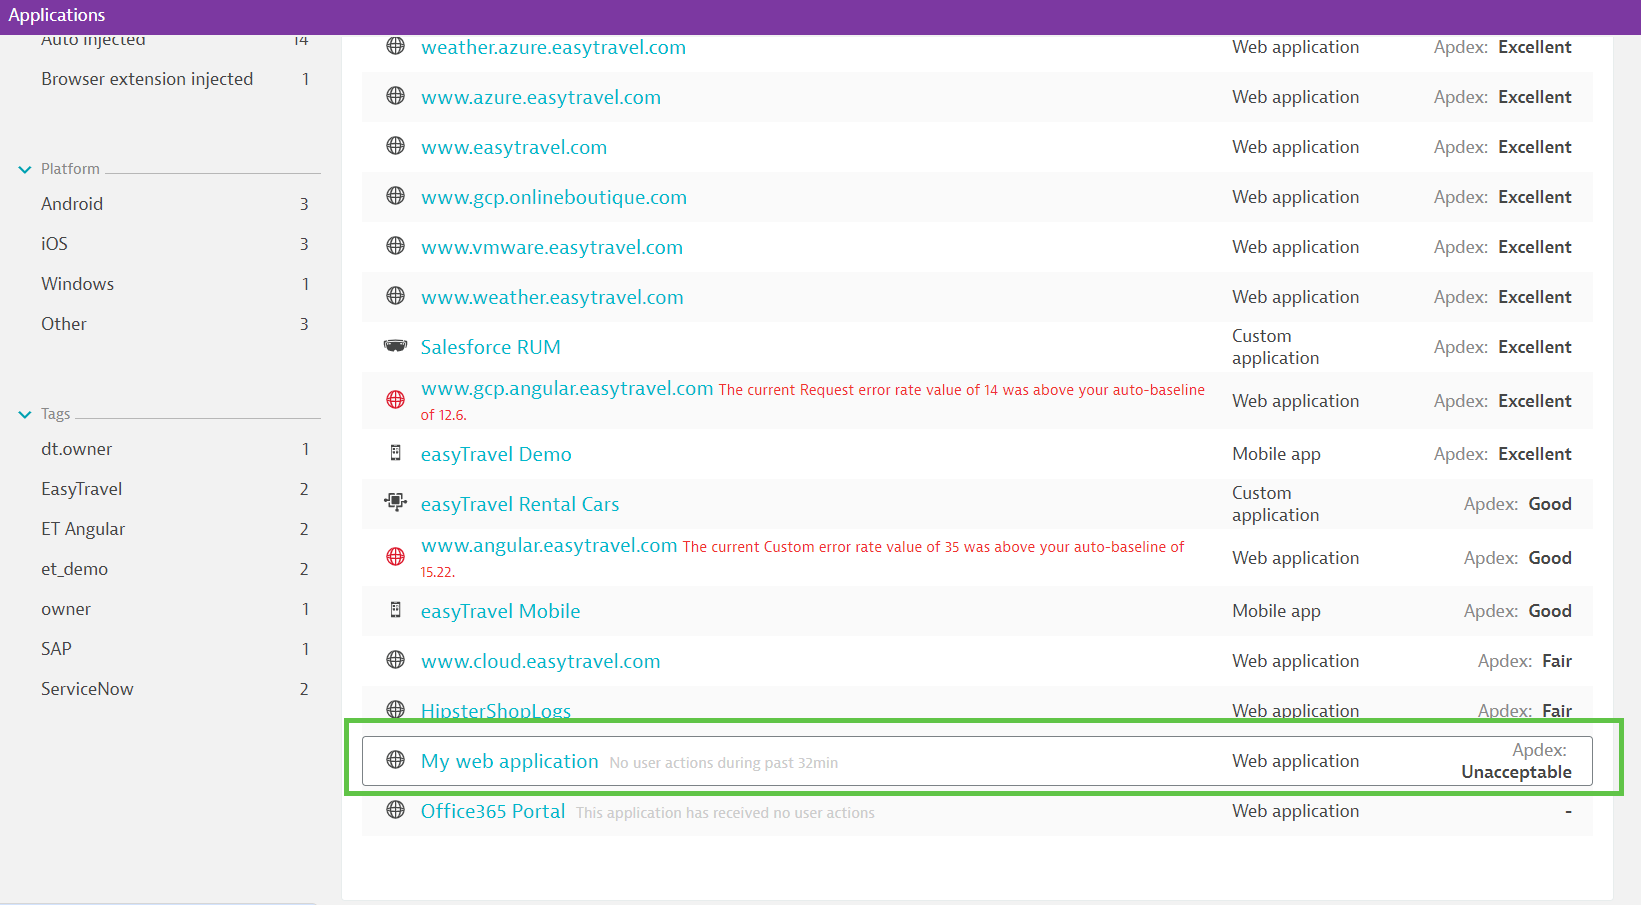 Applications
Auto injected 14
Browser extension injected 1
Platform
Android 3
iOS 3
Windows 1
Other 3
Tags
dt.owner 1
EasyTravel 2
ET Angular 2
et_demo 2
owner 1
SAP 1
ServiceNow 2
weather.azure.easytravel.com Web application Apdex: Excellent
www.azure.easytravel.com Web application Apdex: Excellent
www.easytravel.com Web application Apdex: Excellent
www.gcp.onlineboutique.com Web application Apdex: Excellent
www.vmware.easytravel.com Web application Apdex: Excellent
www.weather.easytravel.com Web application Apdex: Excellent
Salesforce RUM Custom application Apdex: Excellent
www.gcp.angular.easytravel.com The current Request error rate value of 14 was above your auto-baseline
of 12.6. Web application Apdex: Excellent
easyTravel Demo Mobile app Apdex: Excellent
easyTravel Rental Cars Custom application Apdex: Good
www.angular.easytravel.com The current Custom error rate value of 35 was above your auto-baseline of
15.22. Web application Apdex: Good
easyTravel Mobile Mobile app Apdex: Good
www.cloud.easytravel.com Web application Apdex: Fair
HipsterShopLogs Web application Apdex: Fair
My web application No user actions during past 32min Web application Apdex: Unacceptable
Office365 Portal This application has received no user actions Web application -